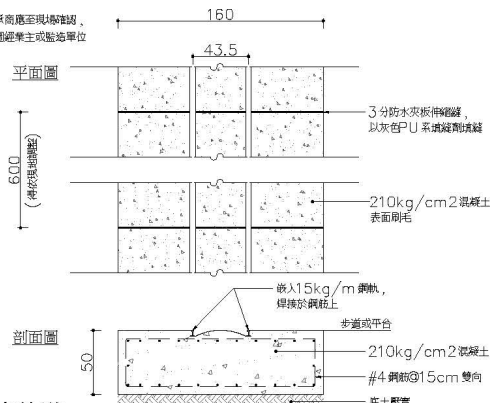 商應至現場確認，
經業主或監造單位
160
43.5
平面圖
3分防水夾板伸縮縫，
以灰色PU系填縫劑填縫
600
(得依現地調整)
210kg/cm2混凝土
表面刷毛
嵌入15kg/m鋼軌，
焊接於鋼筋上
剖面圖
步道或平台
50
210kg/cm2混凝土
#4鋼筋@15cm雙向